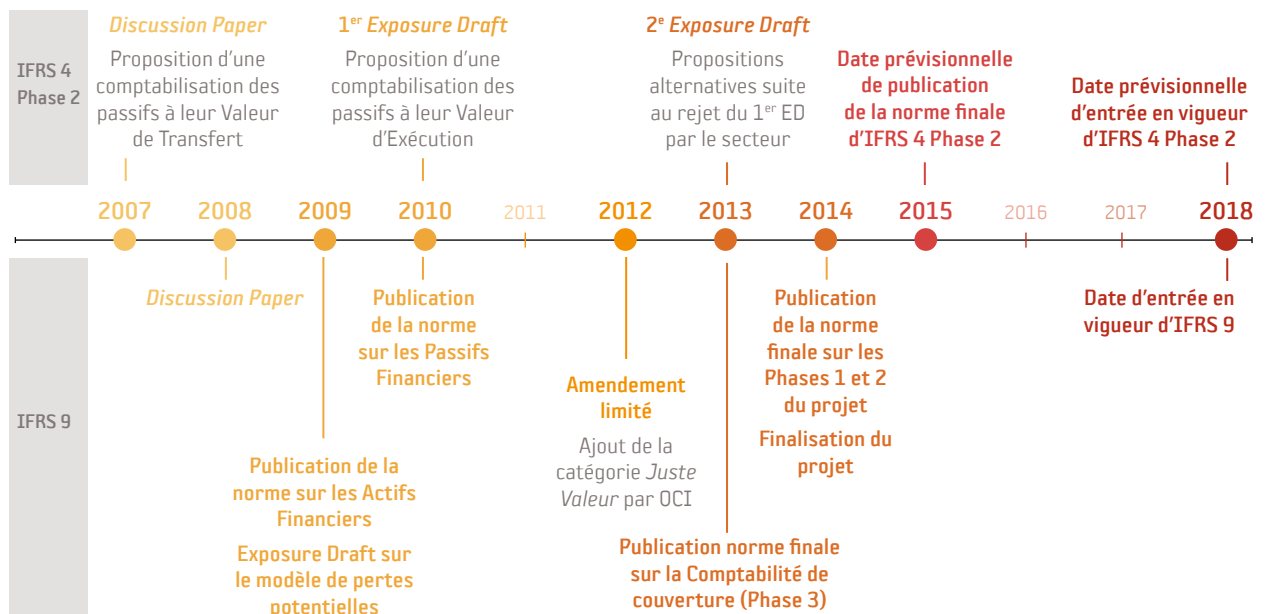 IFRS 4
Phase 2
Discussion Paper
Proposition d'une
comptabilisation des
passifs à leur Valeur
de Transfert
1er Exposure Draft
Proposition d'une
comptabilisation des
passifs à leur Valeur
d'Exécution
2e Exposure Draft
Propositions
alternatives suite
au rejet du 1er ED
par le secteur
Date prévisionnelle
de publication
de la norme finale
d'IFRS 4 Phase 2
Date prévisionnelle
d'entrée en vigueur
d'IFRS 4 Phase 2
2007 2008 2009 2010 2011 2012 2013 2014 2015 2016 2017 2018
IFRS 9
Discussion Paper
Publication de la
norme sur les Actifs
Financiers
Exposure Draft sur
le modèle de pertes
potentielles
Publication
de la norme
sur les Passifs
Financiers
Amendement
limité
Ajout de la
catégorie Juste
Valeur par OCI
Publication norme finale
sur la Comptabilité de
couverture (Phase 3)
Publication
de la norme
finale sur les
Phases 1 et 2
du projet
Finalisation du
projet
Date d'entrée en
vigueur d'IFRS 9